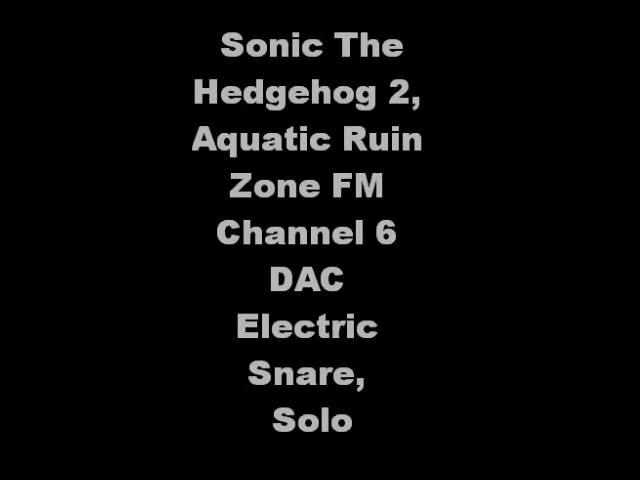 Sonic The
Hedgehog 2,
Aquatic Ruin
Zone FM
Channel 6
DAC
Electric
Snare,
Solo